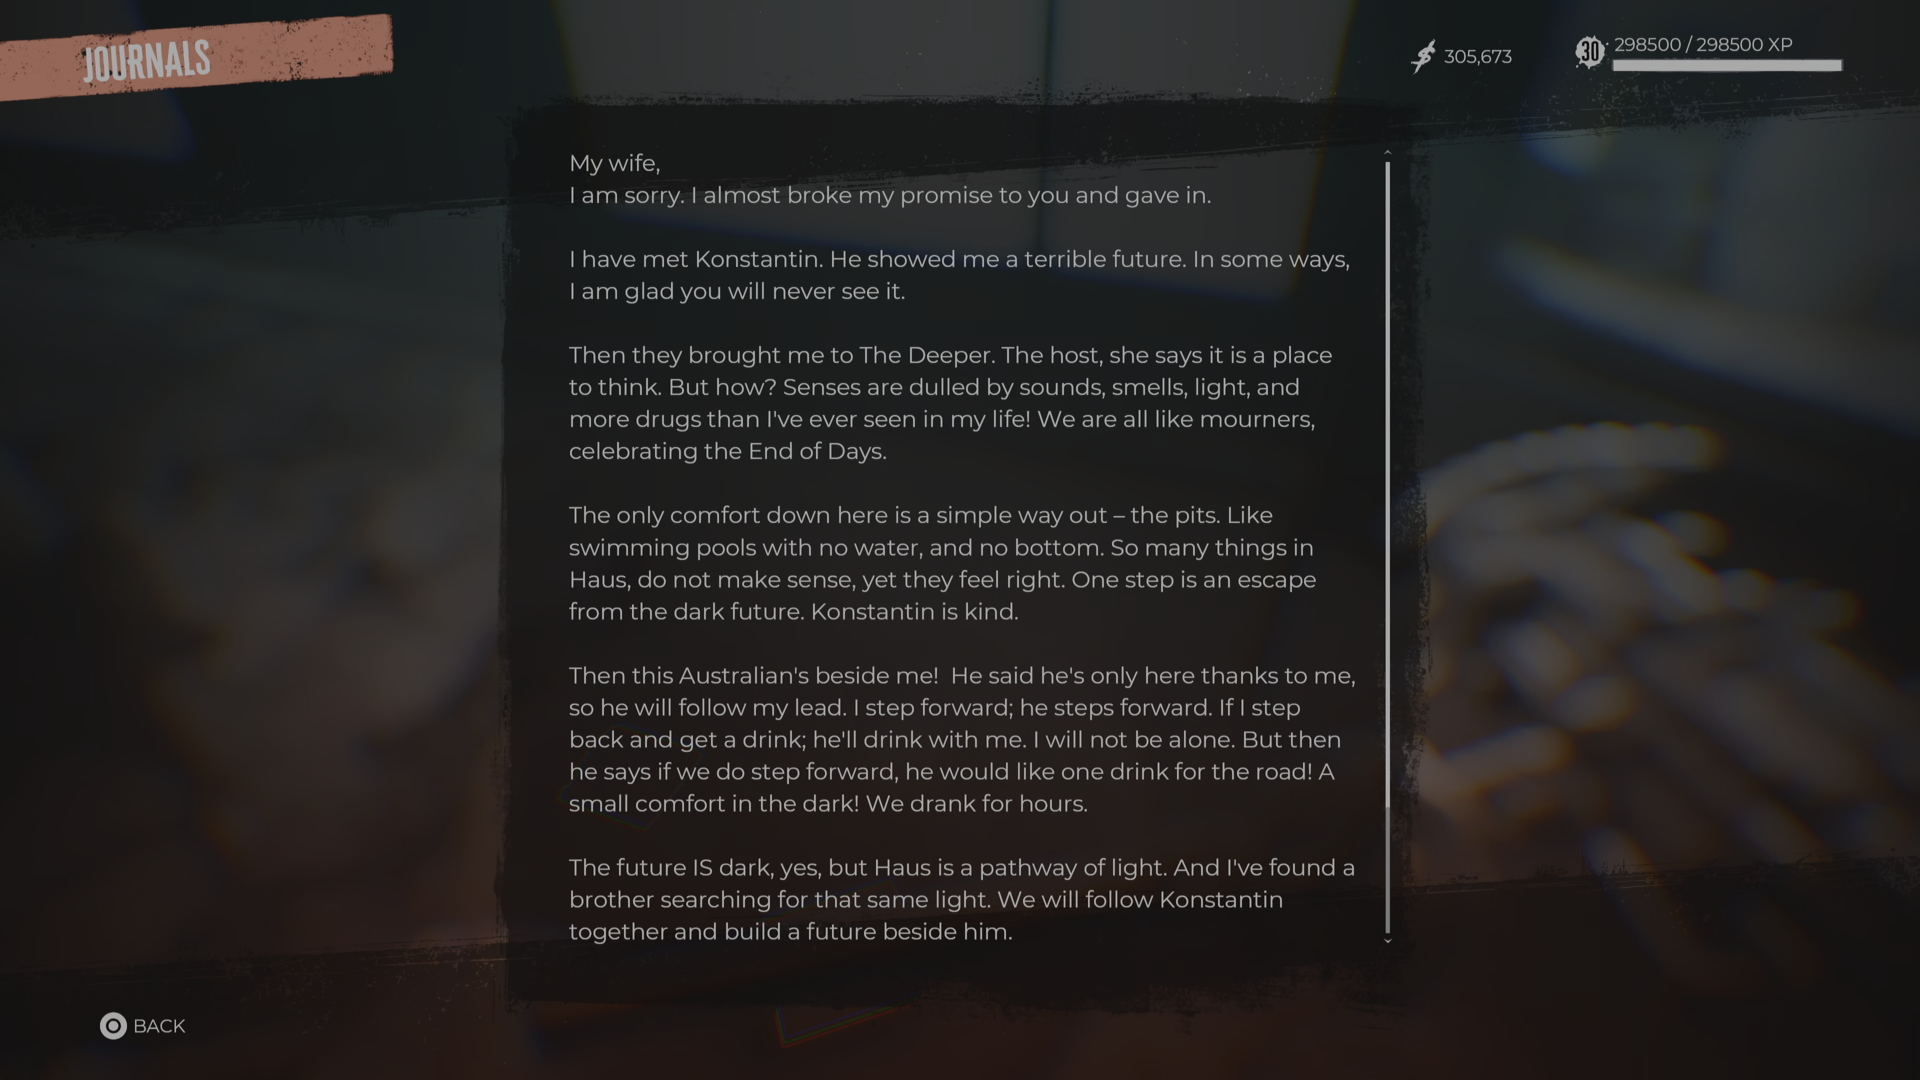 JOURNALS
305,673
30
298500 / 298500 XP
My wife,
I am sorry. I almost broke my promise to you and gave in.
I have met Konstantin. He showed me a terrible future. In some ways,
I am glad you will never see it.
Then they brought me to The Deeper. The host, she says it is a place
to think. But how? Senses are dulled by sounds, smells, light, and
more drugs than I've ever seen in my life! We are all like mourners,
celebrating the End of Days.
The only comfort down here is a simple way out – the pits. Like
swimming pools with no water, and no bottom. So many things in
Haus, do not make sense, yet they feel right. One step is an escape
from the dark future. Konstantin is kind.
Then this Australian's beside me!  He said he's only here thanks to me,
so he will follow my lead. I step forward; he steps forward. If I step
back and get a drink; he'll drink with me. I will not be alone. But then
he says if we do step forward, he would like one drink for the road! A
small comfort in the dark! We drank for hours.
The future IS dark, yes, but Haus is a pathway of light. And I've found a
brother searching for that same light. We will follow Konstantin
together and build a future beside him.
BACK